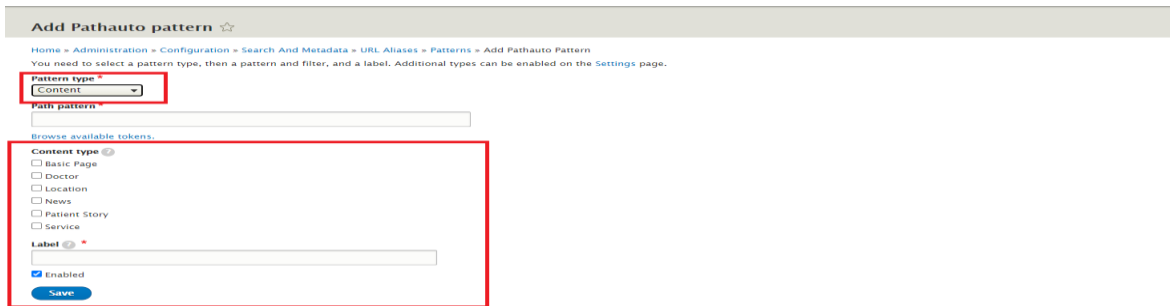 Add Pathauto pattern
Home » Administration » Configuration » Search And Metadata » URL Aliases » Patterns » Add Pathauto Pattern
You need to select a pattern type, then a pattern and filter, and a label. Additional types can be enabled on the Settings page.
Pattern type *
Content
Path pattern *
Browse available tokens.
Content type ?
Basic Page
Doctor
Location
News
Patient Story
Service
Label ? *
Enabled
Save